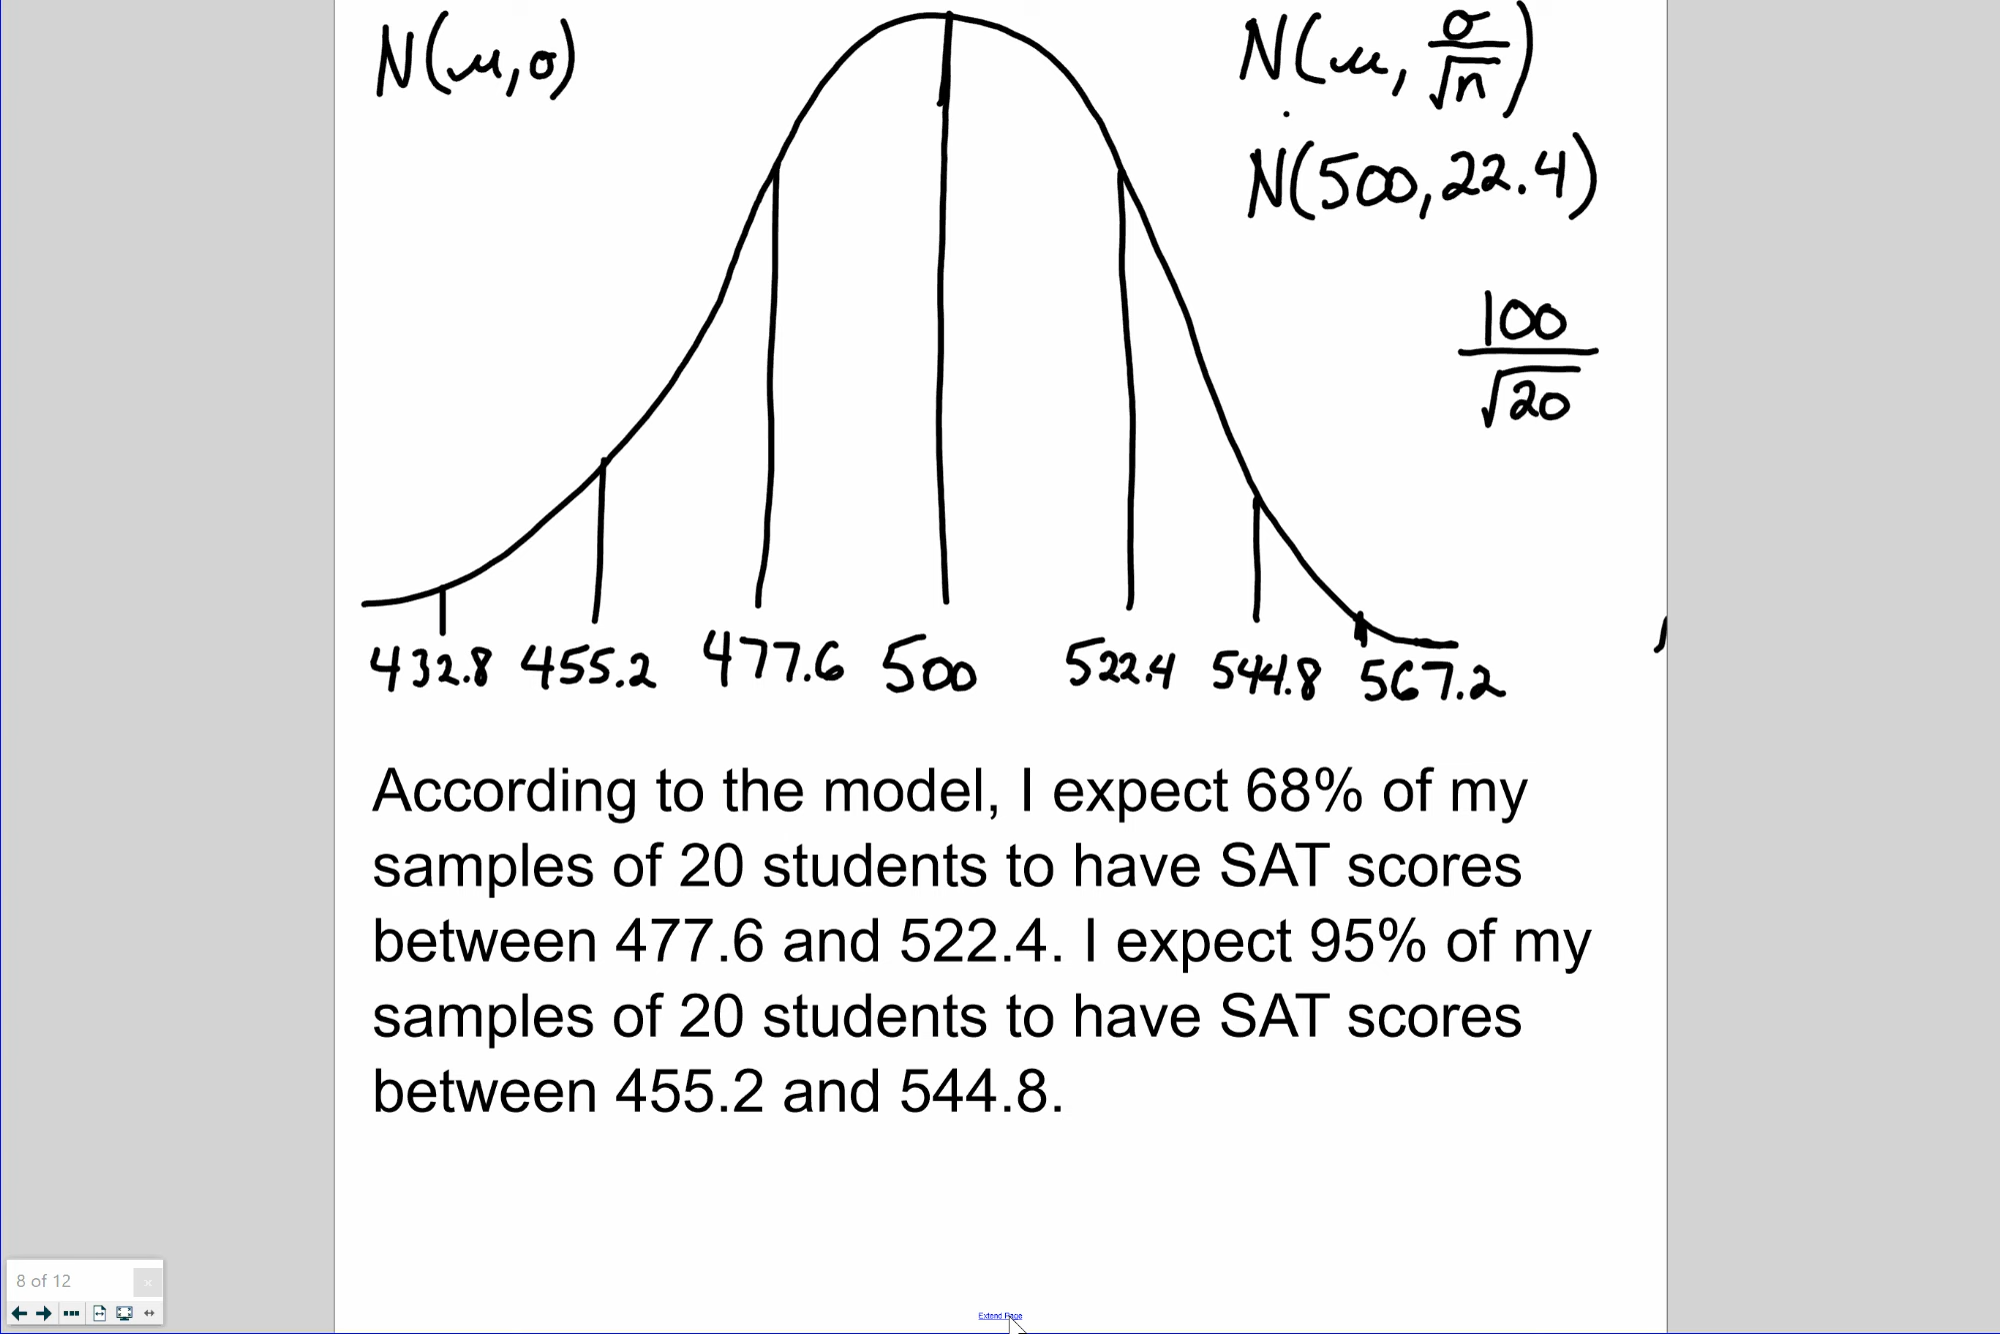 N(μ,σ)
N(μ, σ/√n)
N(500,22.4)
100/√20
432.8 455.2 477.6 500 522.4 544.8 567.2
According to the model, I expect 68% of my
samples of 20 students to have SAT scores
between 477.6 and 522.4. I expect 95% of my
samples of 20 students to have SAT scores
between 455.2 and 544.8.
8 of 12
Extend Page